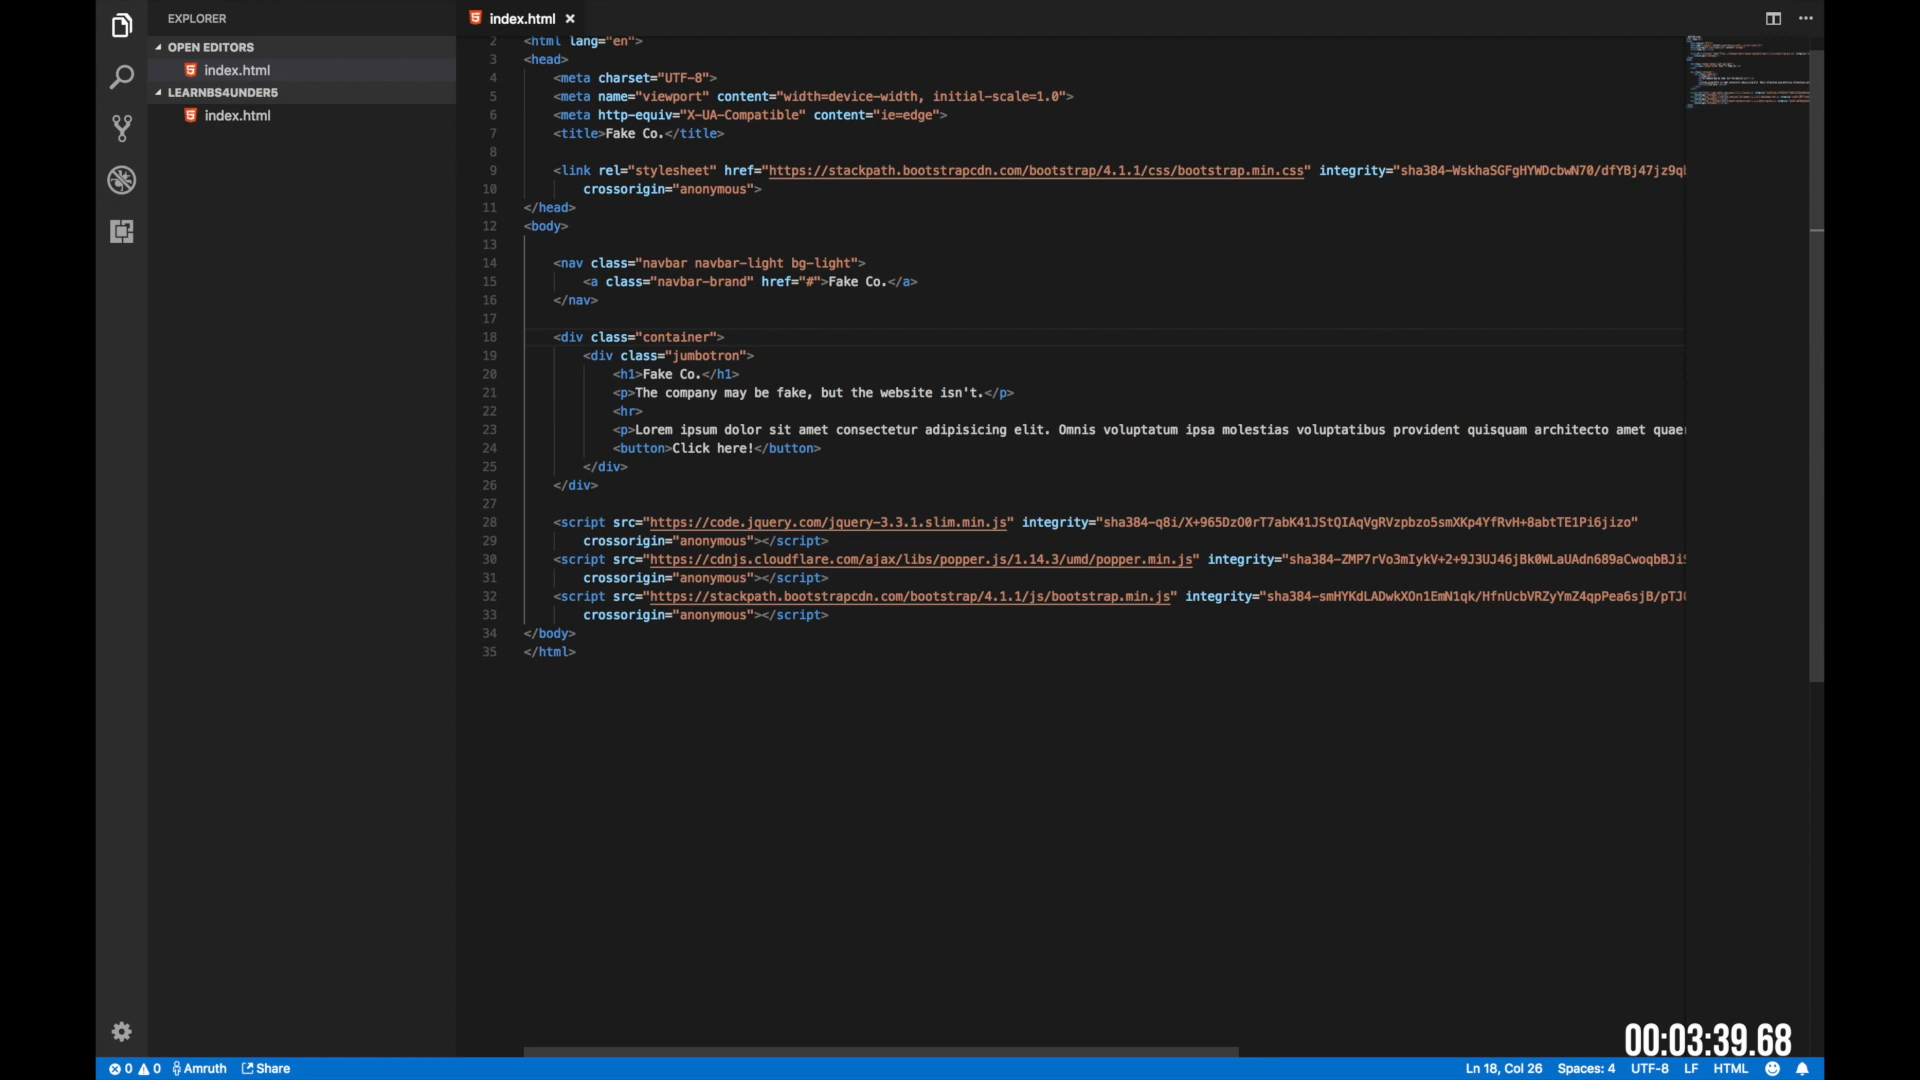 EXPLORER
OPEN EDITORS
index.html
LEARNBS4UNDER5
index.html
index.html
2 <html lang="en">
3 <head>
4 <meta charset="UTF-8">
5 <meta name="viewport" content="width=device-width, initial-scale=1.0">
6 <meta http-equiv="X-UA-Compatible" content="ie=edge">
7 <title>Fake Co.</title>
8
9 <link rel="stylesheet" href="https://stackpath.bootstrapcdn.com/bootstrap/4.1.1/css/bootstrap.min.css" integrity="sha384-WskhaSGFgHYWDcbwN70/dfYBj47jz9q
10 crossorigin="anonymous">
11 </head>
12 <body>
13
14 <nav class="navbar navbar-light bg-light">
15 <a class="navbar-brand" href="#">Fake Co.</a>
16 </nav>
17
18 <div class="container">
19 <div class="jumbotron">
20 <h1>Fake Co.</h1>
21 <p>The company may be fake, but the website isn't.</p>
22 <hr>
23 <p>Lorem ipsum dolor sit amet consectetur adipisicing elit. Omnis voluptatum ipsa molestias voluptatibus provident quisquam architecto amet quae
24 <button>Click here!</button>
25 </div>
26 </div>
27
28 <script src="https://code.jquery.com/jquery-3.3.1.slim.min.js" integrity="sha384-q8i/X+965DzO0rT7abK41JStQIAqVgRVzpbzo5smXKp4YfRvH+8abtTE1Pi6jizo"
29 crossorigin="anonymous"></script>
30 <script src="https://cdnjs.cloudflare.com/ajax/libs/popper.js/1.14.3/umd/popper.min.js" integrity="sha384-ZMP7rVo3mIykV+2+9J3UJ46jBk0WLaUAdn689aCwoqbBJi
31 crossorigin="anonymous"></script>
32 <script src="https://stackpath.bootstrapcdn.com/bootstrap/4.1.1/js/bootstrap.min.js" integrity="sha384-smHYKdLADwkXOn1EmN1qk/HfnUcbVRZyYmZ4qpPea6sjB/pTJ
33 crossorigin="anonymous"></script>
34 </body>
35 </html>
00:03:39.68
0 0 Amruth Share
Ln 18, Col 26 Spaces: 4 UTF-8 LF HTML